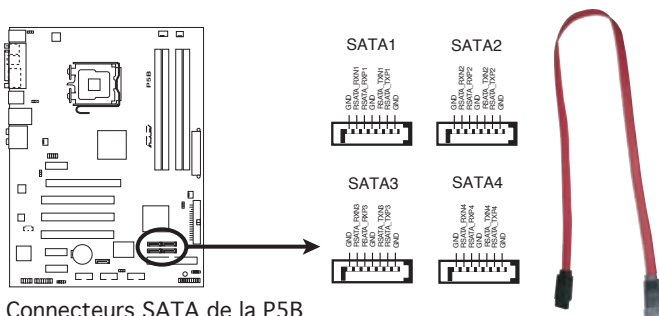 P5B
SATA1
GND
RSATA_RXN1
RSATA_RXP1
GND
RSATA_TXN1
RSATA_TXP1
GND
SATA2
GND
RSATA_RXN2
RSATA_RXP2
GND
RSATA_TXN2
RSATA_TXP2
GND
SATA3
GND
RSATA_RXN3
RSATA_RXP3
GND
RSATA_TXN3
RSATA_TXP3
GND
SATA4
GND
RSATA_RXN4
RSATA_RXP4
GND
RSATA_TXN4
RSATA_TXP4
GND
Connecteurs SATA de la P5B